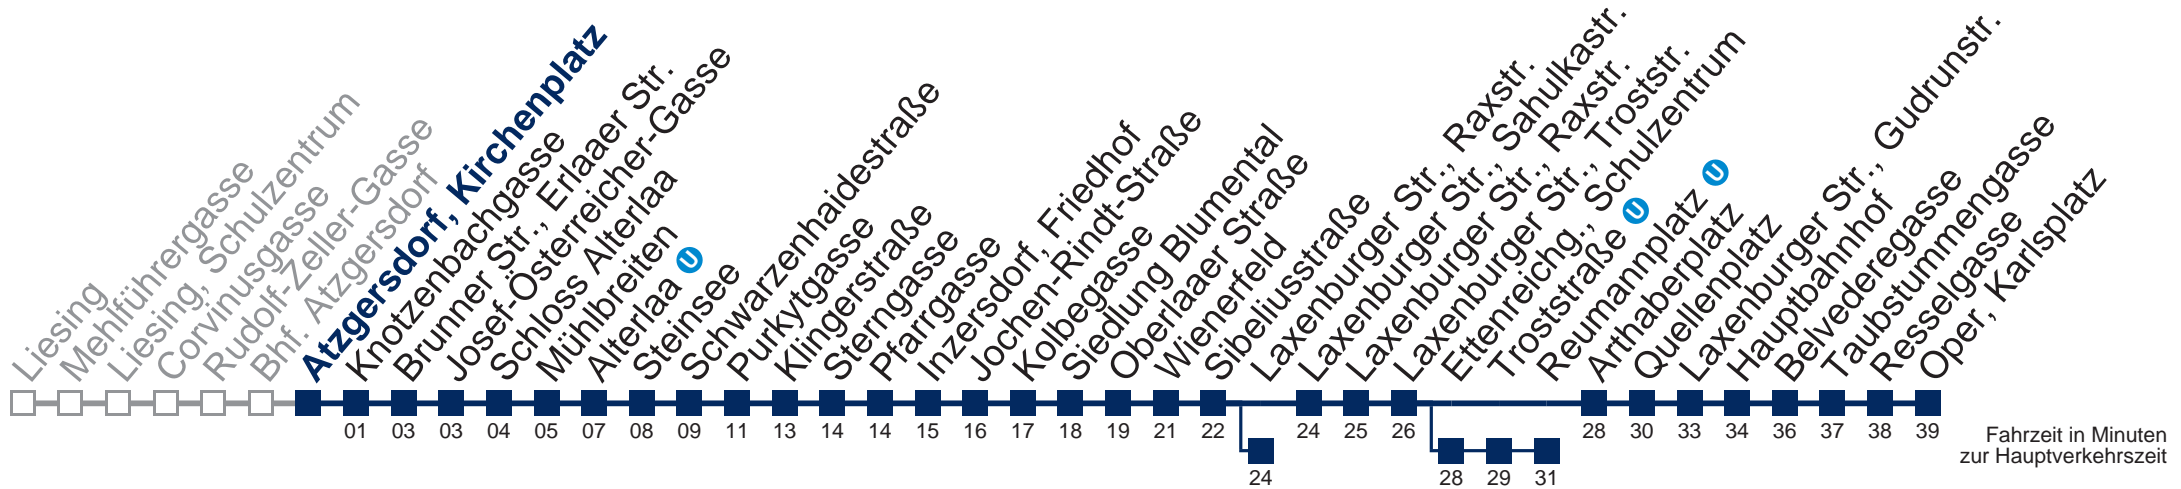 Liesing
Mehlführergasse
Liesing, Schulzentrum
Corvinusgasse
Rudolf-Zeller-Gasse
Bhf. Atzgersdorf
Atzgersdorf, Kirchenplatz
Knotzenbachgasse
Brunner Str., Erlaaer Str.
Josef-Österreicher-Gasse
Schloss Alterlaa
Mühlbreiten
Alterlaa U
Steinsee
Schwarzenhaidestraße
Purkytgasse
Klingerstraße
Sterngasse
Pfarrgasse
Inzersdorf, Friedhof
Jochen-Rindt-Straße
Kolbegasse
Siedlung Blumental
Oberlaaer Straße
Wienerfeld
Sibeliusstraße
Laxenburger Str., Raxstr.
Laxenburger Str., Sahulkastr.
Laxenburger Str., Raxstr.
Laxenburger Str., Troststr.
Ettenreichg., Schulzentrum
Troststraße U
Reumannplatz U
Arthaberplatz
Quellenplatz
Laxenburger Str., Gudrunstr.
Hauptbahnhof
Belvederegasse
Taubstummengasse
Resselgasse
Oper, Karlsplatz
01 03 03 04 05 07 08 09 11 13 14 14 15 16 17 18 19 21 22 24 25 26 28 30 33 34 36 37 38 39
24 28 29 31
Fahrzeit in Minuten
zur Hauptverkehrszeit